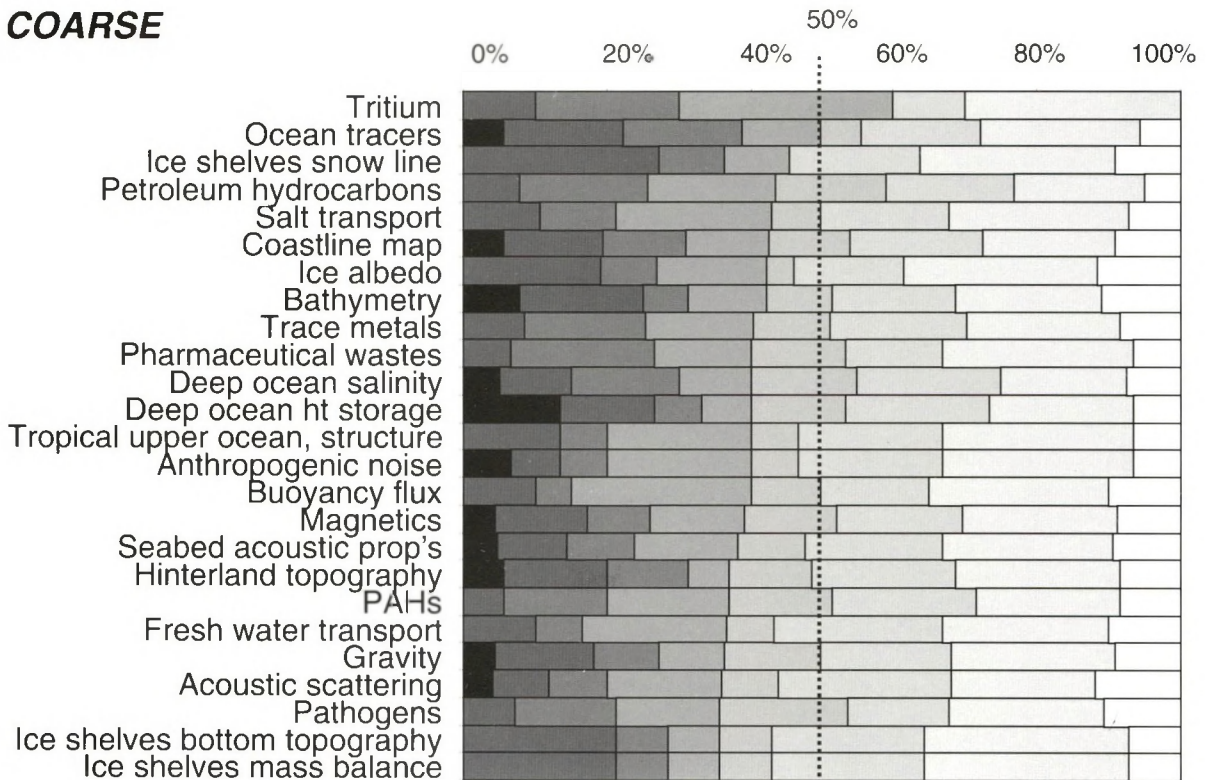 COARSE
50%
0% 20% 40% 60% 80% 100%
Tritium
Ocean tracers
Ice shelves snow line
Petroleum hydrocarbons
Salt transport
Coastline map
Ice albedo
Bathymetry
Trace metals
Pharmaceutical wastes
Deep ocean salinity
Deep ocean ht storage
Tropical upper ocean, structure
Anthropogenic noise
Buoyancy flux
Magnetics
Seabed acoustic prop's
Hinterland topography
PAHs
Fresh water transport
Gravity
Acoustic scattering
Pathogens
Ice shelves bottom topography
Ice shelves mass balance